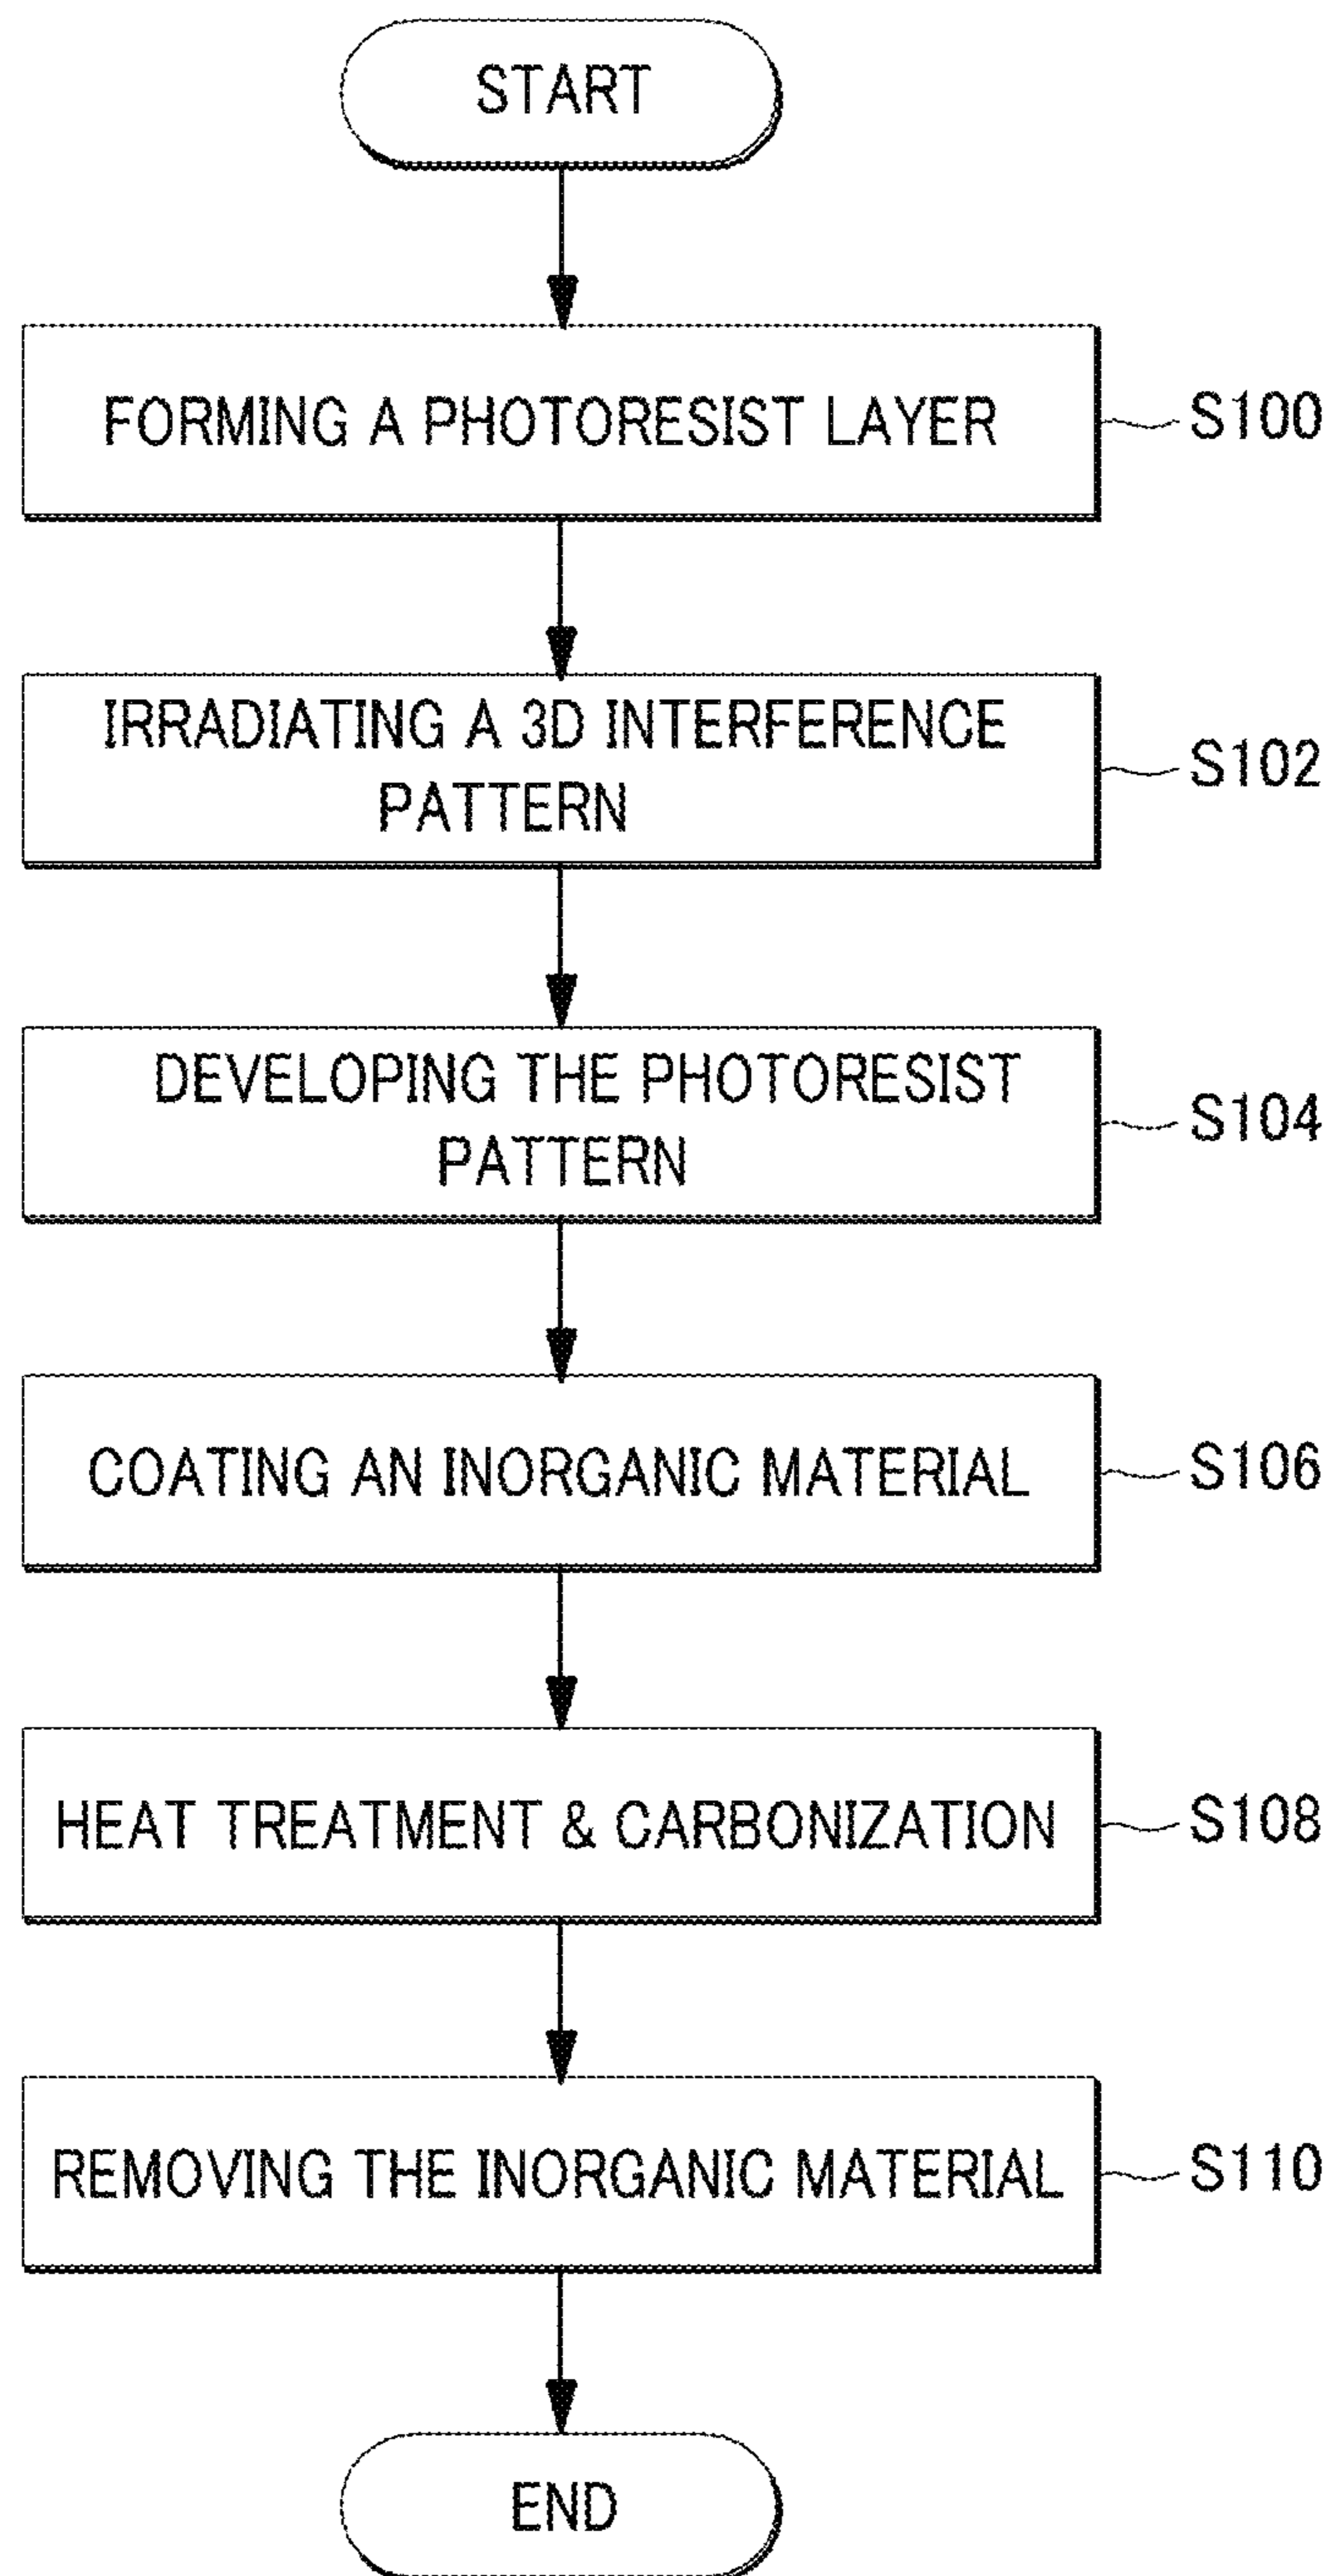 START
FORMING A PHOTORESIST LAYER
S100
IRRADIATING A 3D INTERFERENCE
PATTERN
S102
DEVELOPING THE PHOTORESIST
PATTERN
S104
COATING AN INORGANIC MATERIAL
S106
HEAT TREATMENT & CARBONIZATION
S108
REMOVING THE INORGANIC MATERIAL
S110
END